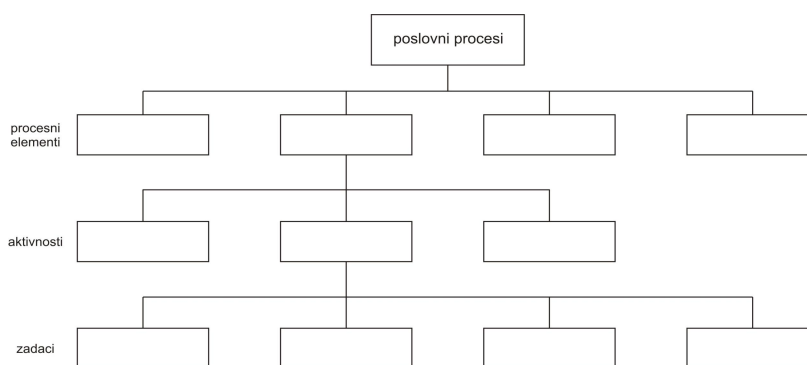 poslovni procesi
procesni
elementi
aktivnosti
zadaci